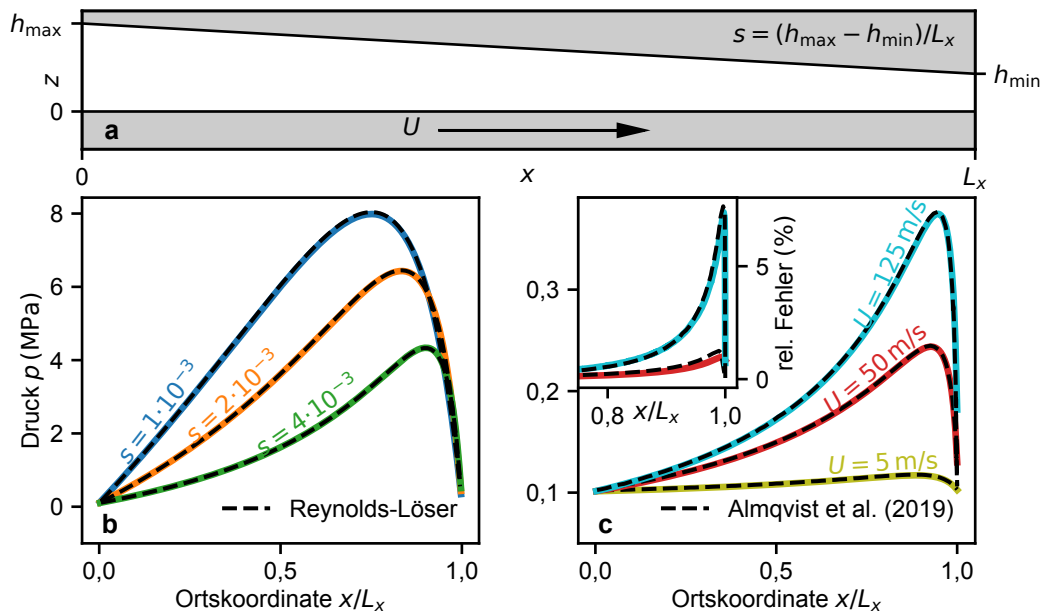 h_max
s = (h_max − h_min)/L_x
z
h_min
0
a
U
0
x
L_x
8
6
4
2
0
Druck p (MPa)
s = 1·10⁻³
s = 2·10⁻³
s = 4·10⁻³
b
Reynolds-Löser
0,0
0,5
1,0
Ortskoordinate x/L_x
0,3
0,2
0,1
5
0
rel. Fehler (%)
0,8
x/L_x
1,0
U = 125 m/s
U = 50 m/s
U = 5 m/s
c
Almqvist et al. (2019)
0,0
0,5
1,0
Ortskoordinate x/L_x